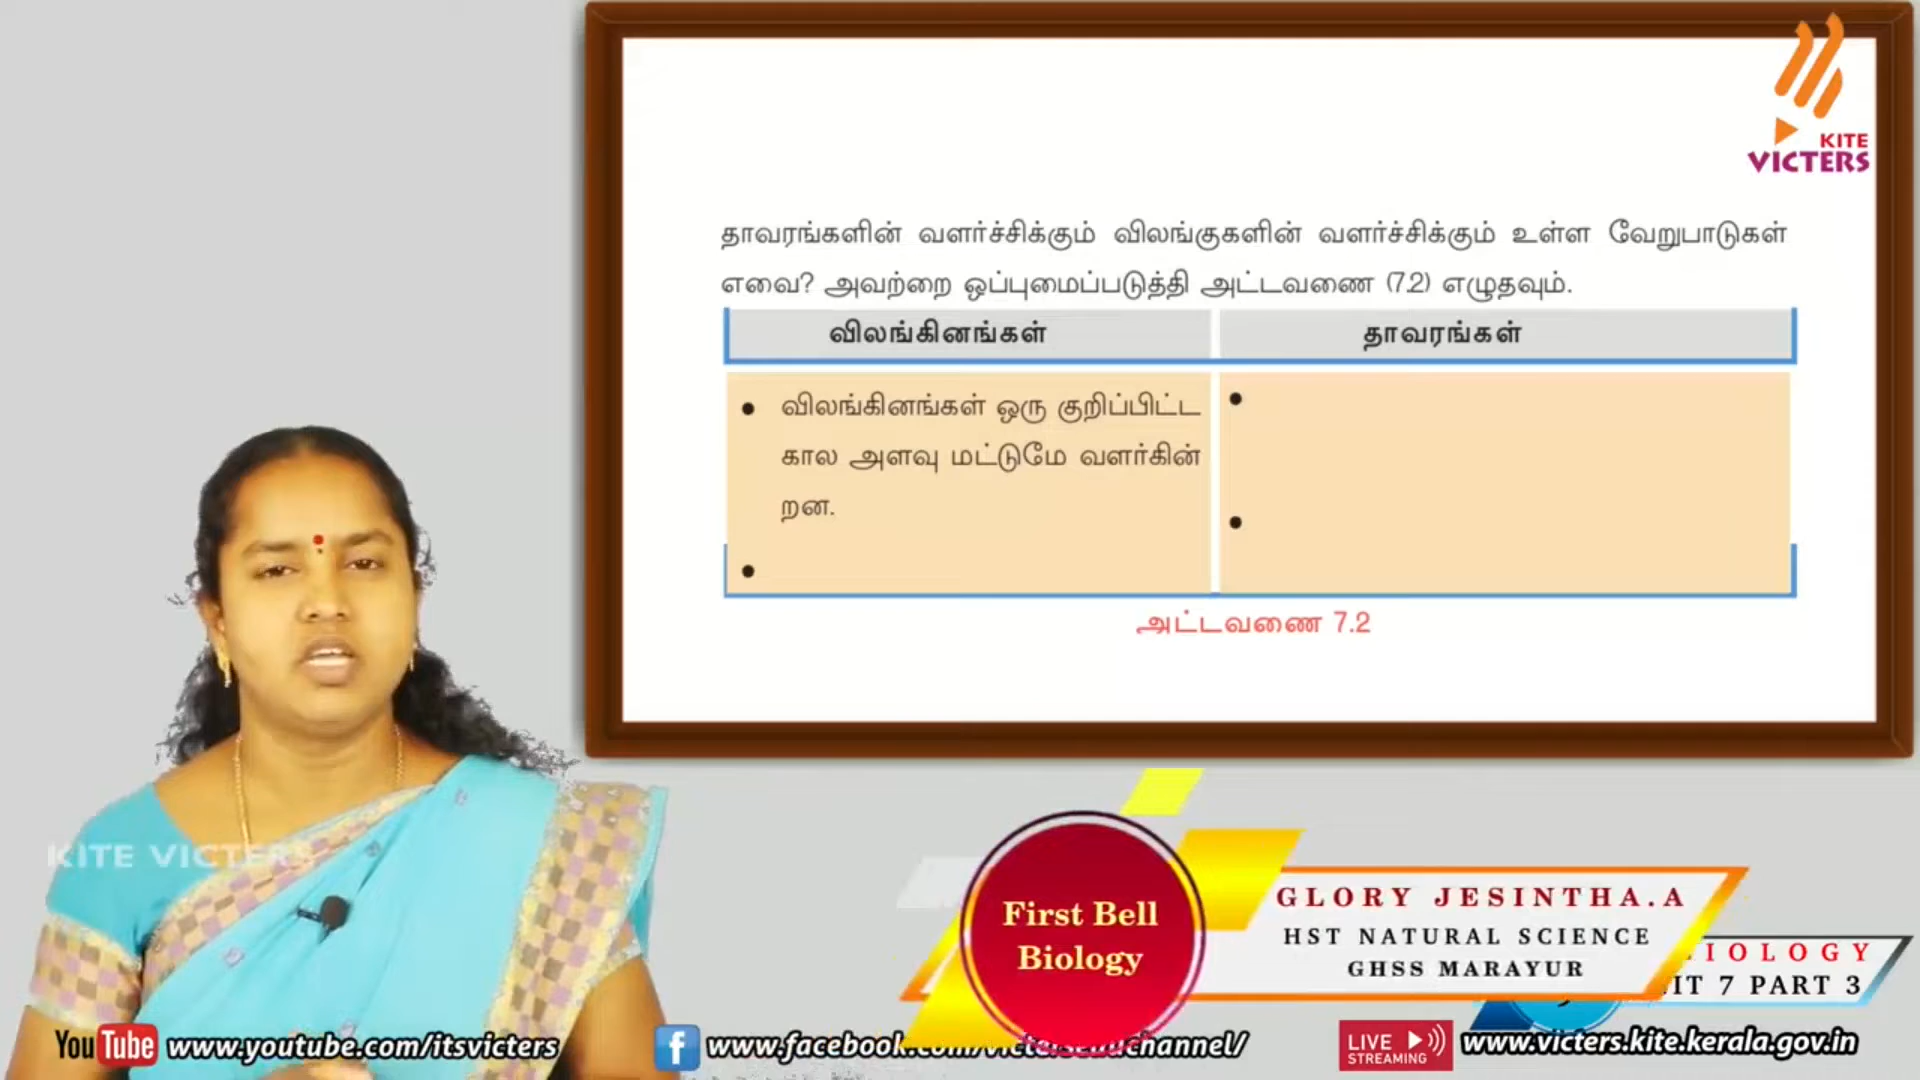 KITE
VICTERS
தாவரங்களின் வளர்ச்சிக்கும் விலங்குகளின் வளர்ச்சிக்கும் உள்ள வேறுபாடுகள்
எவை? அவற்றை ஒப்புமைப்படுத்தி அட்டவணை (7.2) எழுதவும்.
விலங்கினங்கள் தாவரங்கள்
• விலங்கினங்கள் ஒரு குறிப்பிட்ட •
கால அளவு மட்டுமே வளர்கின்
றன.
•
•
அட்டவணை 7.2
KITE VICTERS
First Bell
Biology
GLORY JESINTHA.A
HST NATURAL SCIENCE
GHSS MARAYUR
IOLOGY
IT 7 PART 3
YouTube www.youtube.com/itsvicters
f www.facebook.com/
channel/
LIVE
STREAMING
www.victers.kite.kerala.gov.in